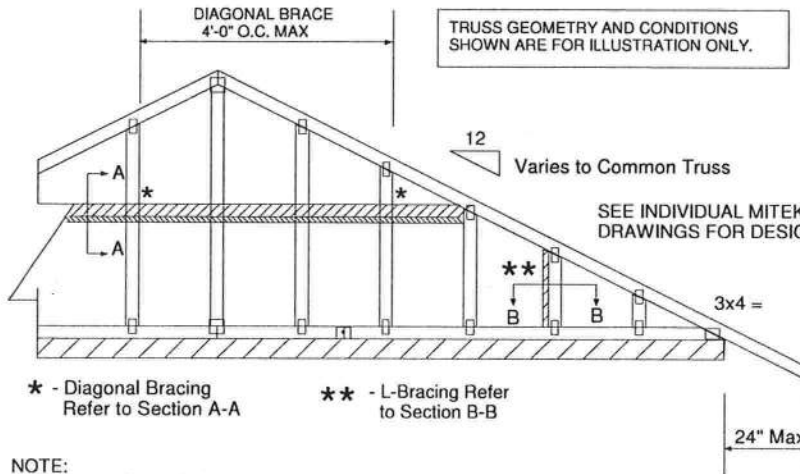 DIAGONAL BRACE
4'-0" O.C. MAX
TRUSS GEOMETRY AND CONDITIONS
SHOWN ARE FOR ILLUSTRATION ONLY.
12
Varies to Common Truss
A
*
*
A
SEE INDIVIDUAL MITEK
DRAWINGS FOR DESIG
**
B
B
3x4 =
* - Diagonal Bracing
Refer to Section A-A
** - L-Bracing Refer
to Section B-B
24" Max
NOTE: